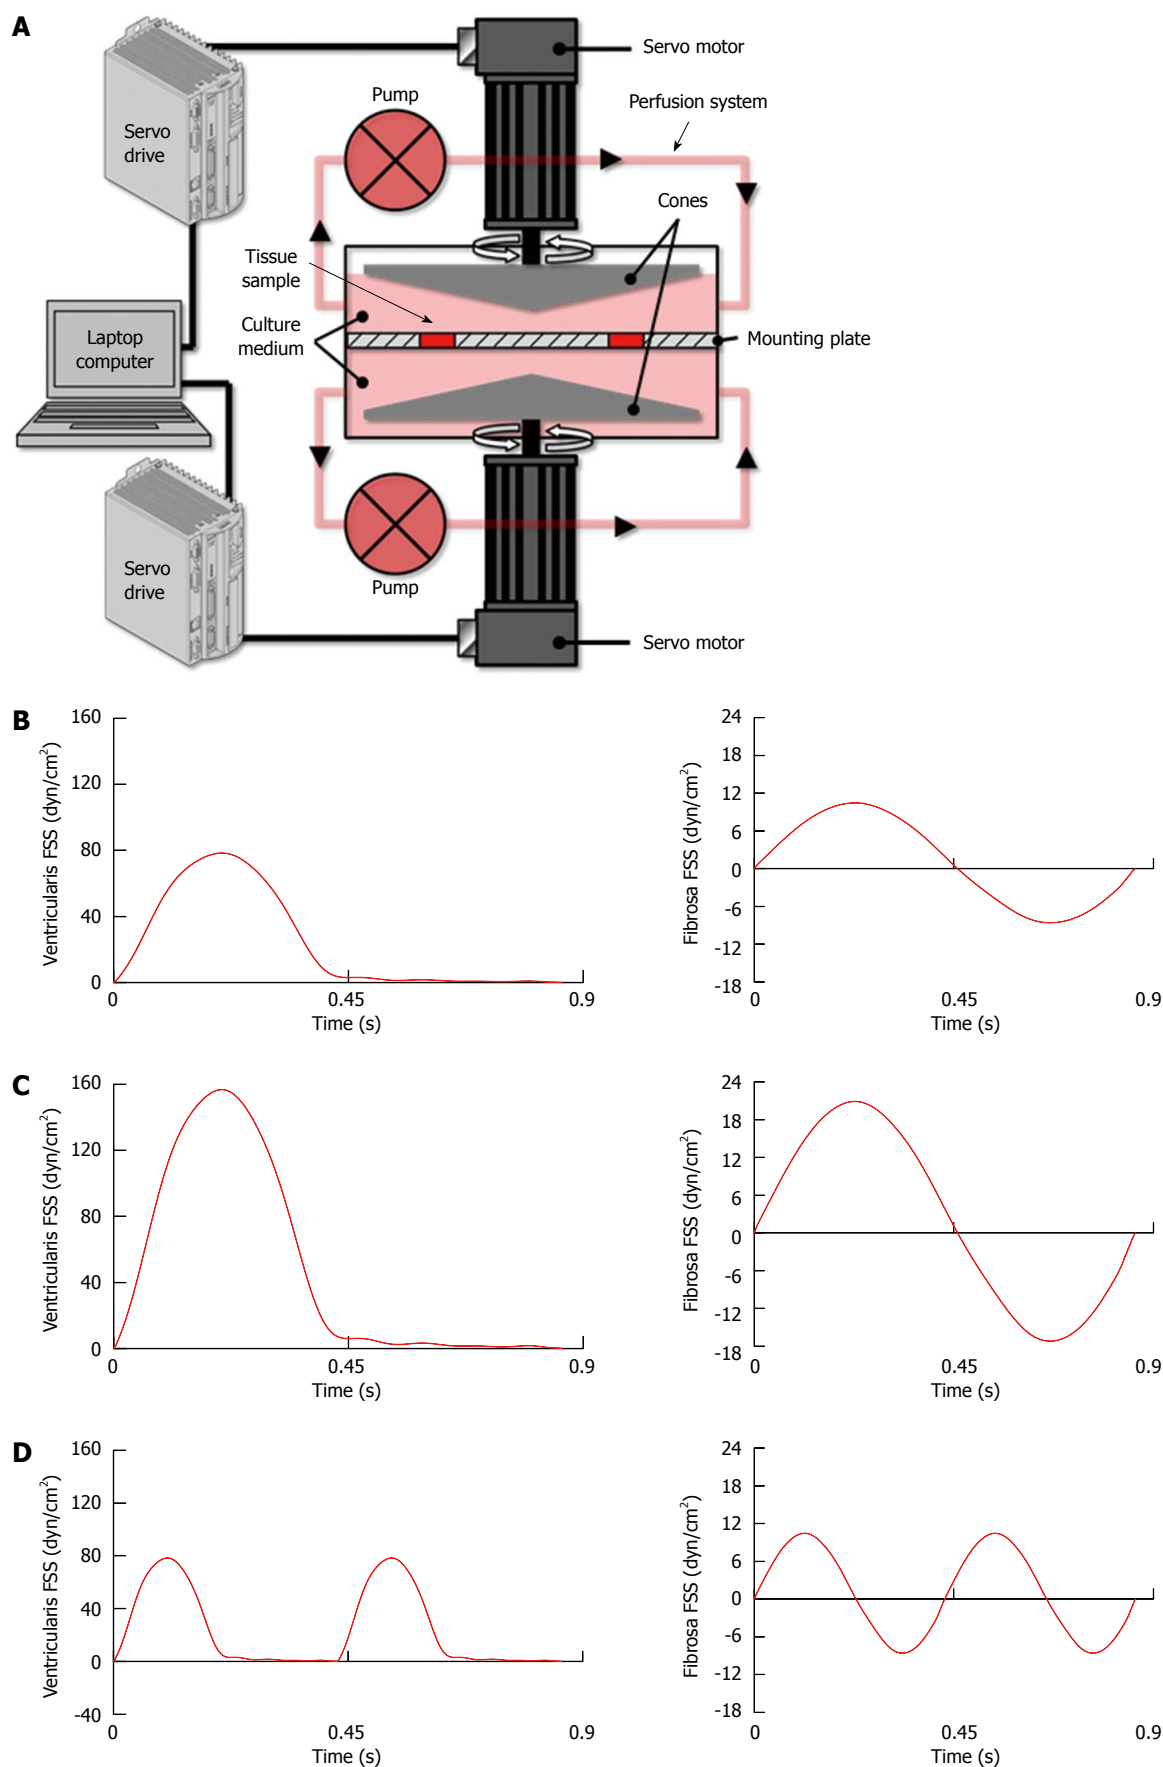 A
Servo motor
Pump
Perfusion system
Servo
drive
Cones
Tissue
sample
Culture
medium
Laptop
computer
Mounting plate
Servo
drive
Pump
Servo motor
B
160
120
80
40
0
Ventricularis FSS (dyn/cm²)
0
0.45
0.9
Time (s)
24
18
12
6
0
-6
-12
-18
Fibrosa FSS (dyn/cm²)
0
0.45
0.9
Time (s)
C
160
120
80
40
0
Ventricularis FSS (dyn/cm²)
0
0.45
0.9
Time (s)
24
18
12
6
0
-6
-12
-18
Fibrosa FSS (dyn/cm²)
0
0.45
0.9
Time (s)
D
160
120
80
40
0
-40
Ventricularis FSS (dyn/cm²)
0
0.45
0.9
Time (s)
24
18
12
6
0
-6
-12
-18
Fibrosa FSS (dyn/cm²)
0
0.45
0.9
Time (s)